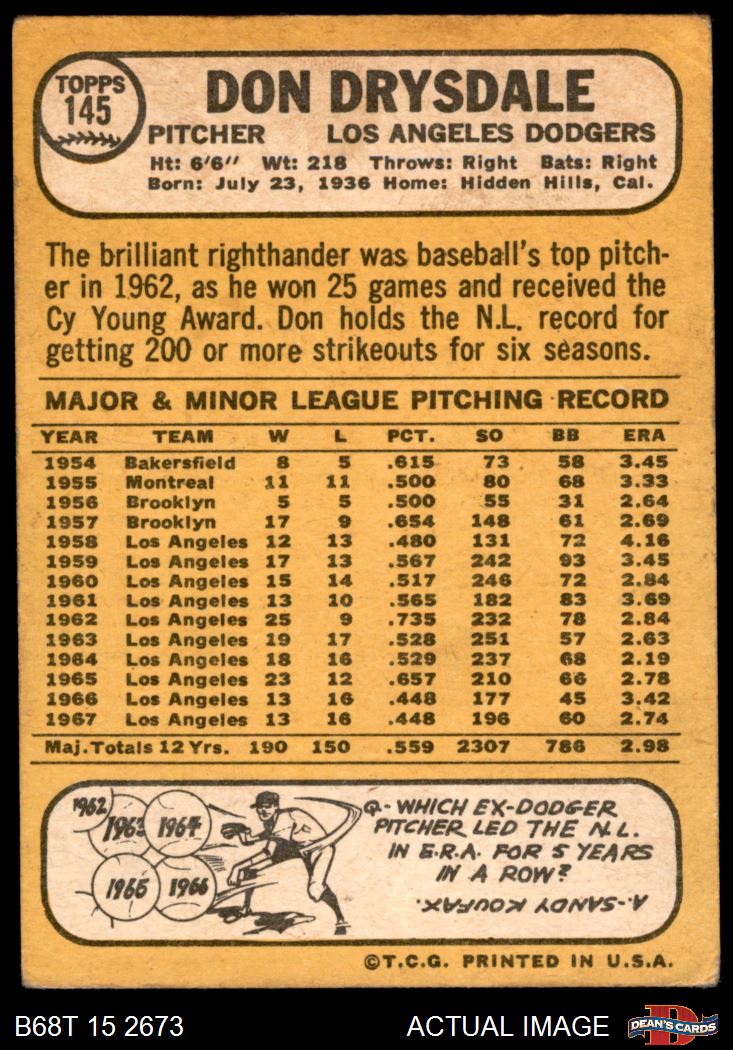 TOPPS
145
DON DRYSDALE
PITCHER LOS ANGELES DODGERS
Ht: 6'6" Wt: 218 Throws: Right Bats: Right
Born: July 23, 1936 Home: Hidden Hills, Cal.
The brilliant righthander was baseball's top pitch-
er in 1962, as he won 25 games and received the
Cy Young Award. Don holds the N.L. record for
getting 200 or more strikeouts for six seasons.
MAJOR & MINOR LEAGUE PITCHING RECORD
YEAR TEAM W L PCT. SO BB ERA
1954 Bakersfield 8 5 .615 73 58 3.45
1955 Montreal 11 11 .500 80 68 3.33
1956 Brooklyn 5 5 .500 55 31 2.64
1957 Brooklyn 17 9 .654 148 61 2.69
1958 Los Angeles 12 13 .480 131 72 4.16
1959 Los Angeles 17 13 .567 242 93 3.45
1960 Los Angeles 15 14 .517 246 72 2.84
1961 Los Angeles 13 10 .565 182 83 3.69
1962 Los Angeles 25 9 .735 232 78 2.84
1963 Los Angeles 19 17 .528 251 57 2.63
1964 Los Angeles 18 16 .529 237 68 2.19
1965 Los Angeles 23 12 .657 210 66 2.78
1966 Los Angeles 13 16 .448 177 45 3.42
1967 Los Angeles 13 16 .448 196 60 2.74
Maj. Totals 12 Yrs. 190 150 .559 2307 786 2.98
1962
1963 1964
1965 1966
Q.- WHICH EX-DODGER
PITCHER LED THE N.L.
IN E.R.A. FOR 5 YEARS
IN A ROW?
A.- SANDY KOUFAX.
©T.C.G. PRINTED IN U.S.A.
B68T 15 2673 ACTUAL IMAGE
D
DEAN'S CARDS